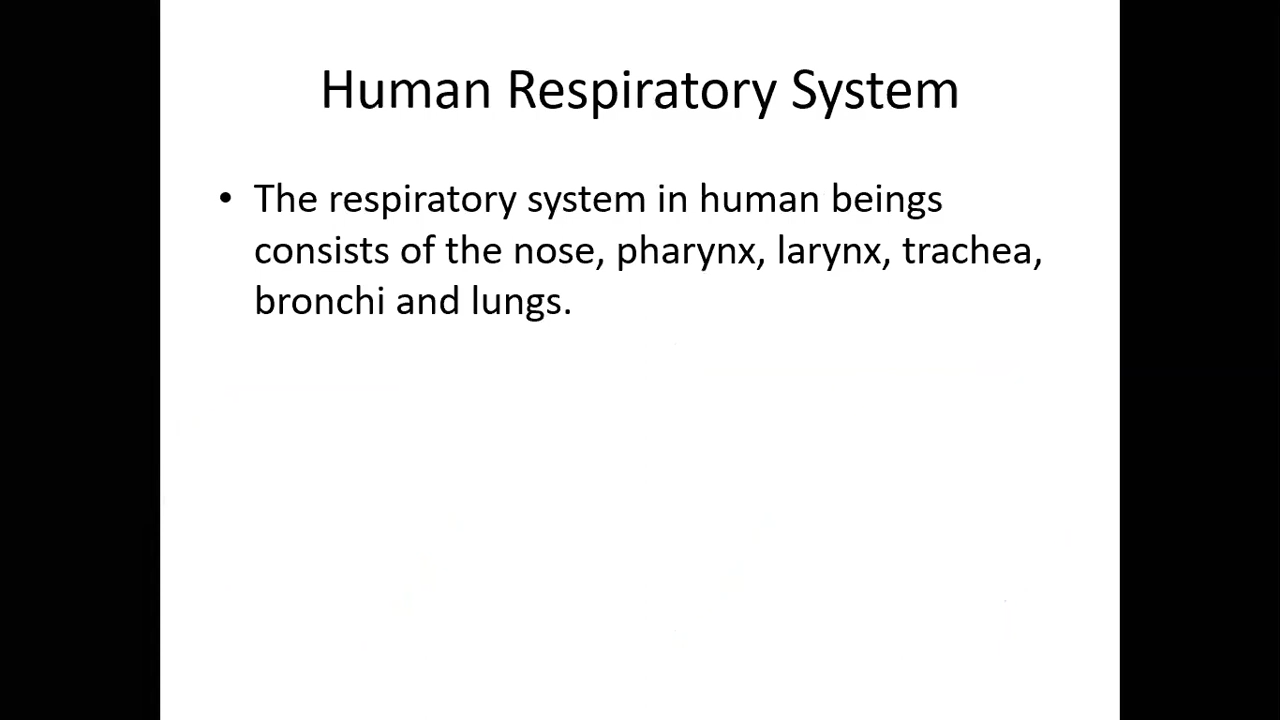 Human Respiratory System
• The respiratory system in human beings
consists of the nose, pharynx, larynx, trachea,
bronchi and lungs.